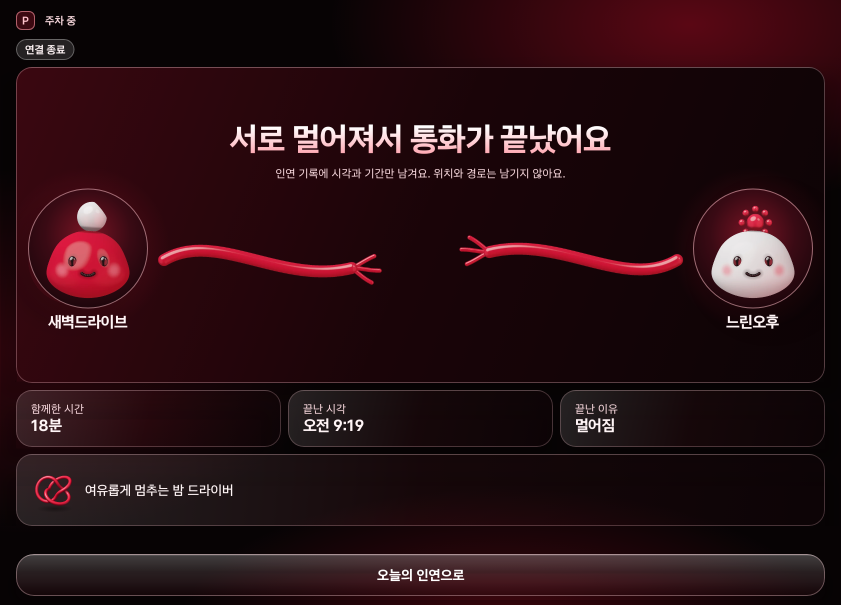 P 주차 중
연결 종료
서로 멀어져서 통화가 끝났어요
인연 기록에 시각과 기간만 남겨요. 위치와 경로는 남기지 않아요.
새벽드라이브
느린오후
함께한 시간
18분
끝난 시각
오전 9:19
끝난 이유
멀어짐
여유롭게 멈추는 밤 드라이버
오늘의 인연으로